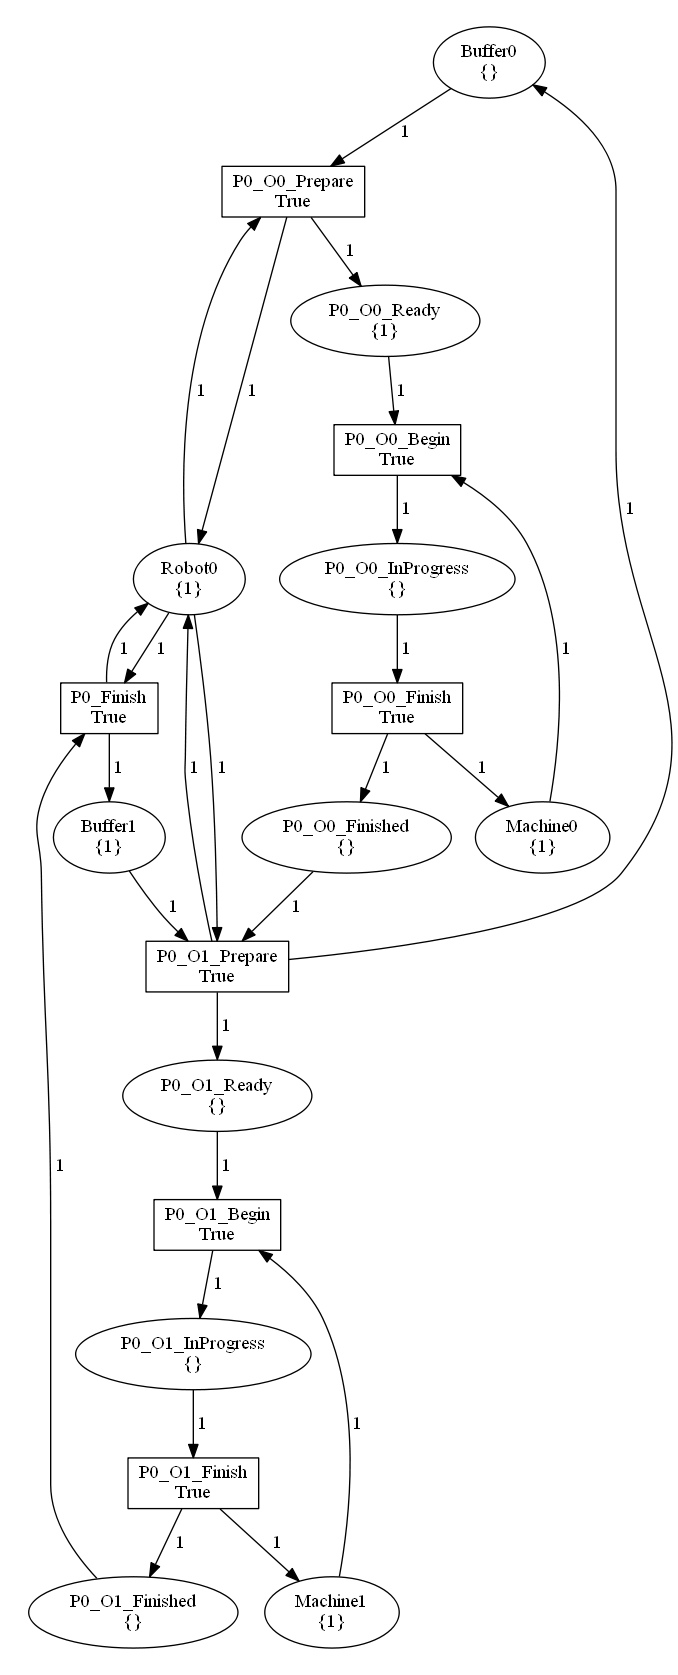 Buffer0
{}
1
P0_O0_Prepare
True
1
P0_O0_Ready
{1}
1
1
1
P0_O0_Begin
True
1
1
Robot0
{1}
P0_O0_InProgress
{}
1
1
1
1
P0_Finish
True
P0_O0_Finish
True
1
1
1
1
1
Buffer1
{1}
P0_O0_Finished
{}
Machine0
{1}
1
1
P0_O1_Prepare
True
1
P0_O1_Ready
{}
1
1
P0_O1_Begin
True
1
P0_O1_InProgress
{}
1
1
P0_O1_Finish
True
1
1
P0_O1_Finished
{}
Machine1
{1}